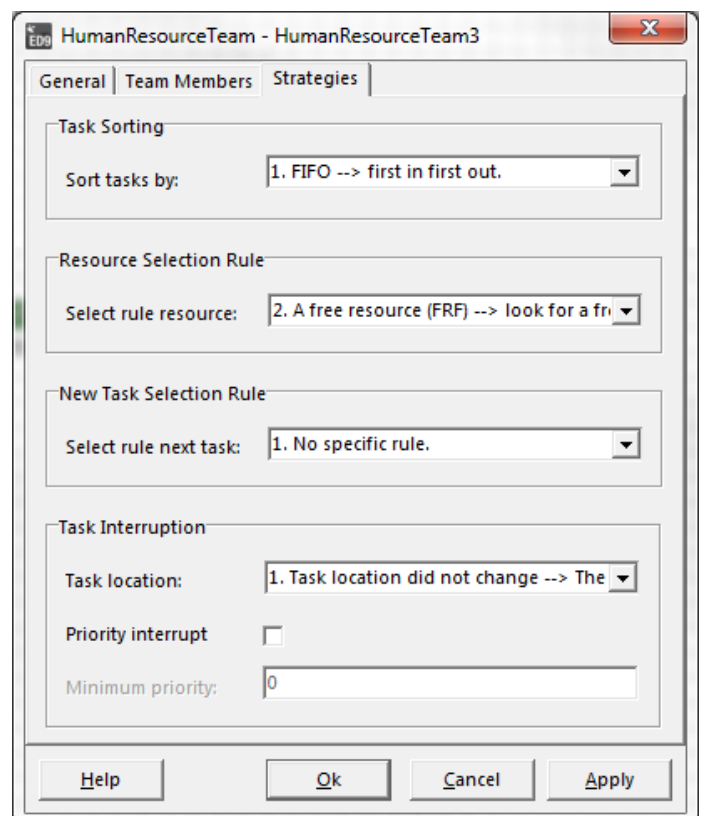 ED9 HumanResourceTeam - HumanResourceTeam3 X
General Team Members Strategies
Task Sorting
Sort tasks by: 1. FIFO --> first in first out.
Resource Selection Rule
Select rule resource: 2. A free resource (FRF) --> look for a fr
New Task Selection Rule
Select rule next task: 1. No specific rule.
Task Interruption
Task location: 1. Task location did not change --> The
Priority interrupt
Minimum priority: 0
Help Ok Cancel Apply